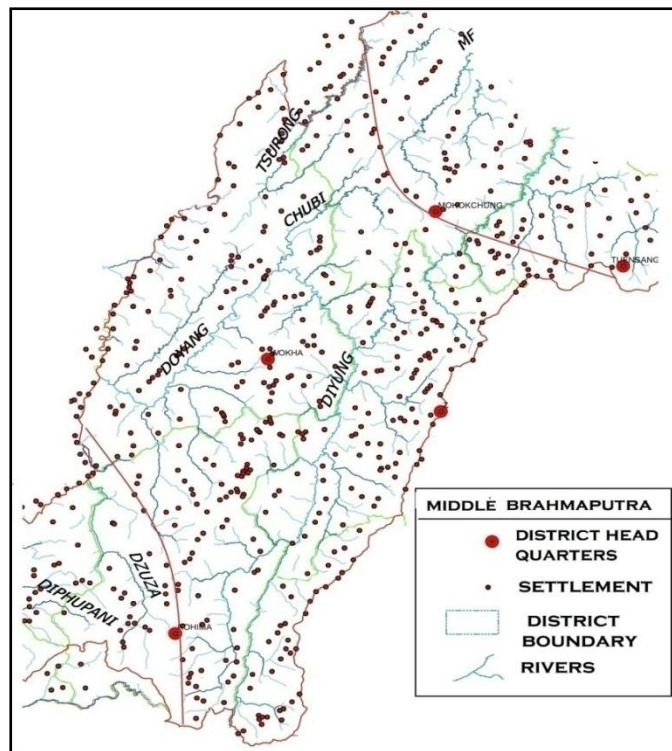 MF
TSURONG
CHUBI
MOKOKCHUNG
TUENSANG
DOYANG
WOKHA
DIYUNG
Z
MIDDLE BRAHMAPUTRA
DISTRICT HEAD
QUARTERS
SETTLEMENT
DISTRICT
BOUNDARY
RIVERS
DZUZA
DIPHUPANI
KOHIMA